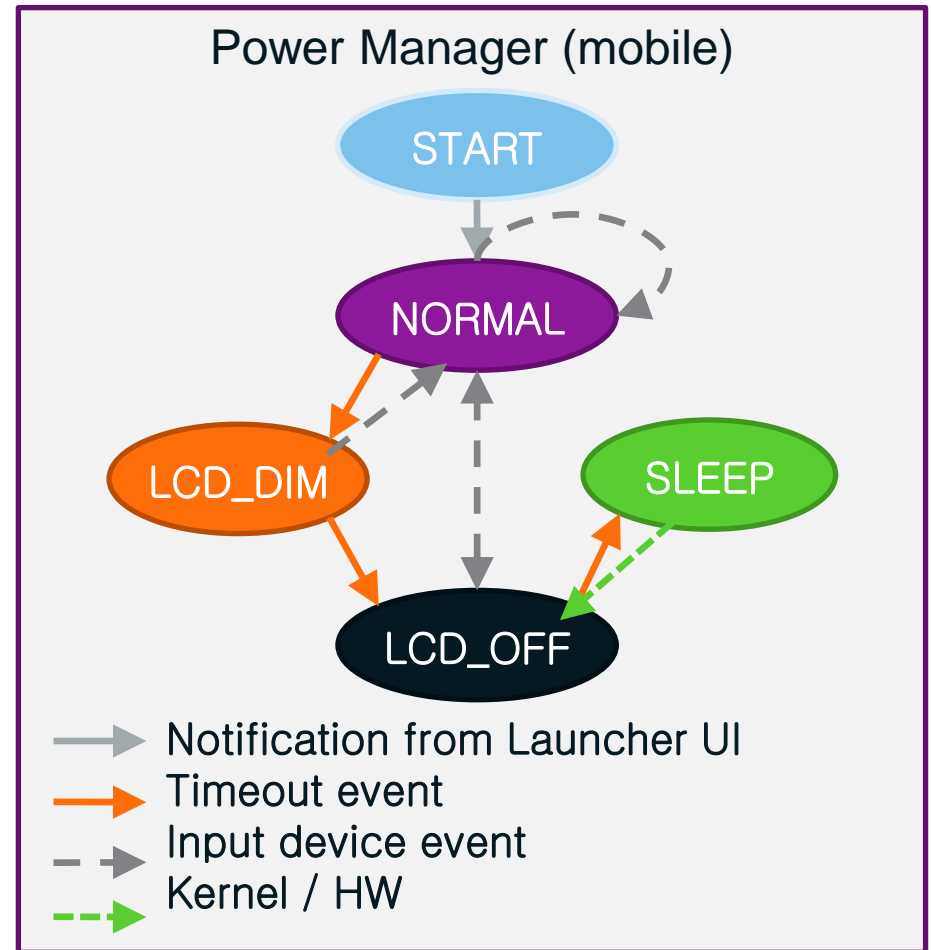 Power Manager (mobile)
START
NORMAL
LCD_DIM
SLEEP
LCD_OFF
Notification from Launcher UI
Timeout event
Input device event
Kernel / HW